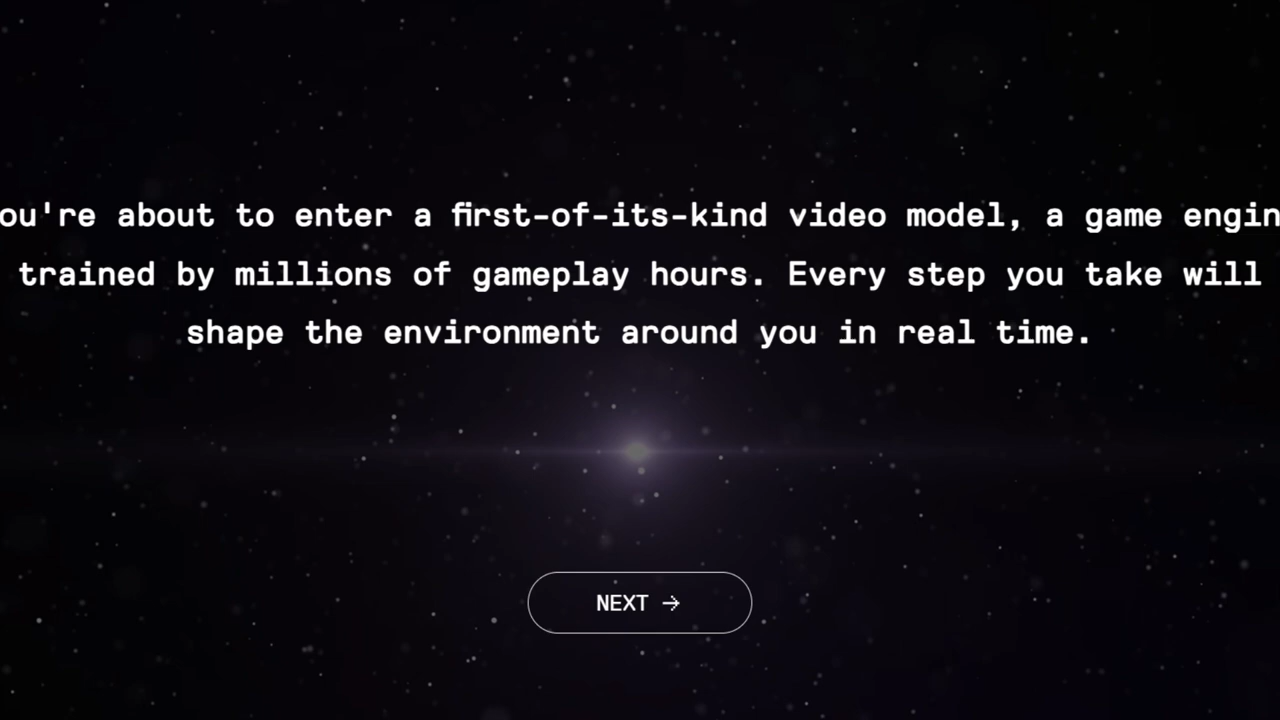 ou're about to enter a first-of-its-kind video model, a game engin
trained by millions of gameplay hours. Every step you take will
shape the environment around you in real time.
NEXT →